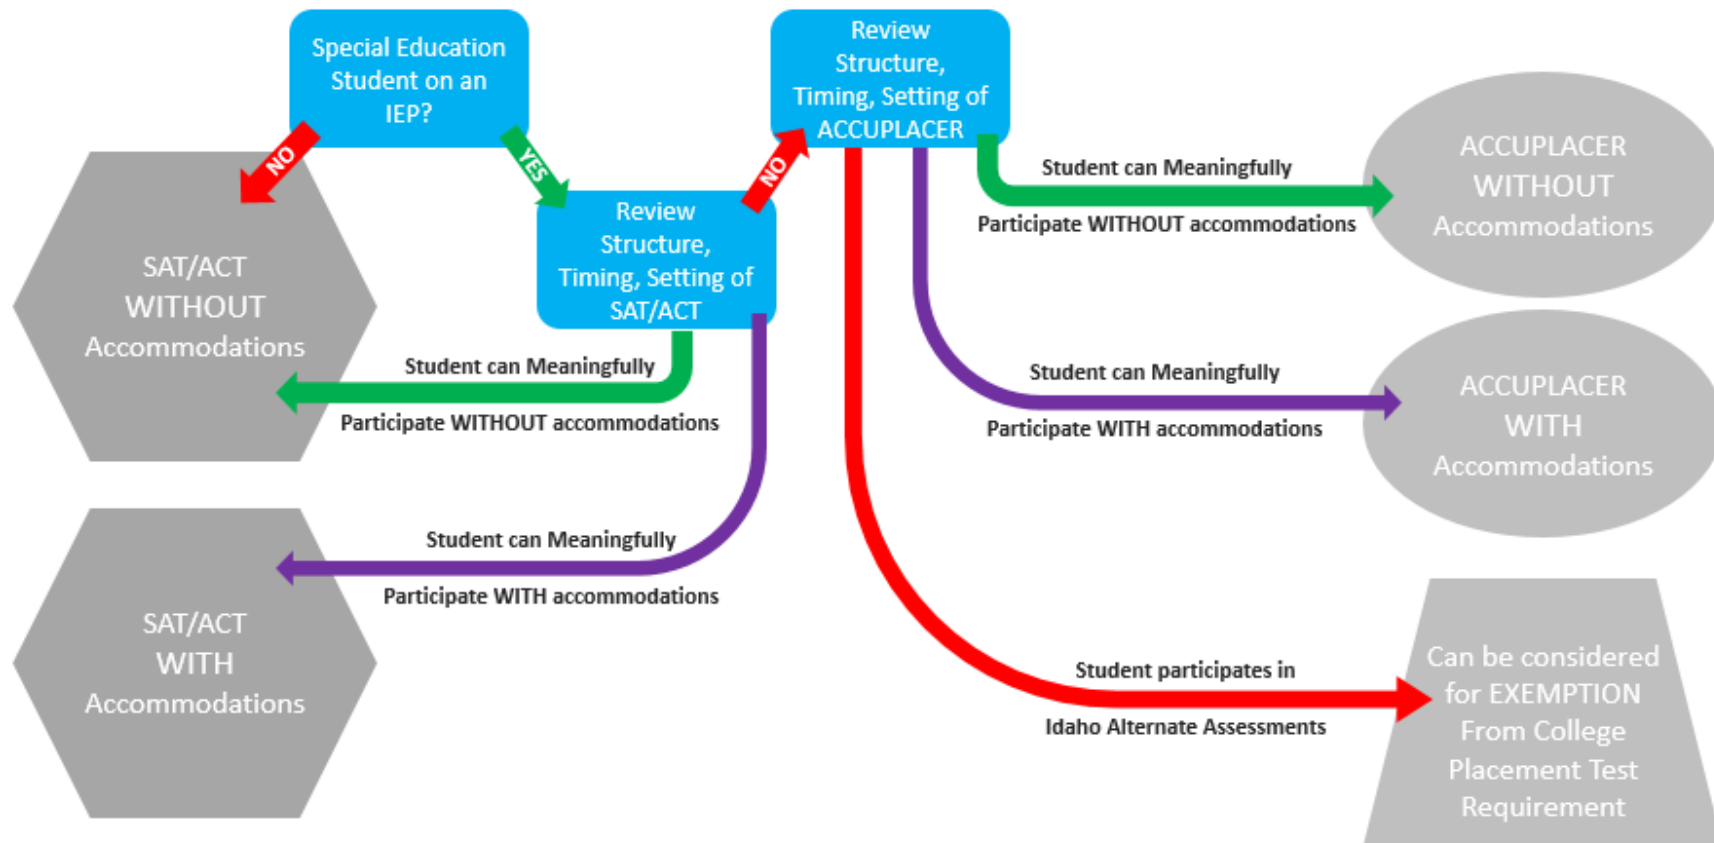 Special Education
Student on an
IEP?
NO
YES
SAT/ACT
WITHOUT
Accommodations
Review
Structure,
Timing, Setting of
SAT/ACT
Student can Meaningfully
Participate WITHOUT accommodations
Student can Meaningfully
Participate WITH accommodations
SAT/ACT
WITH
Accommodations
NO
Review
Structure,
Timing, Setting of
ACCUPLACER
Student can Meaningfully
Participate WITHOUT accommodations
ACCUPLACER
WITHOUT
Accommodations
Student can Meaningfully
Participate WITH accommodations
ACCUPLACER
WITH
Accommodations
Student participates in
Idaho Alternate Assessments
Can be considered
for EXEMPTION
From College
Placement Test
Requirement